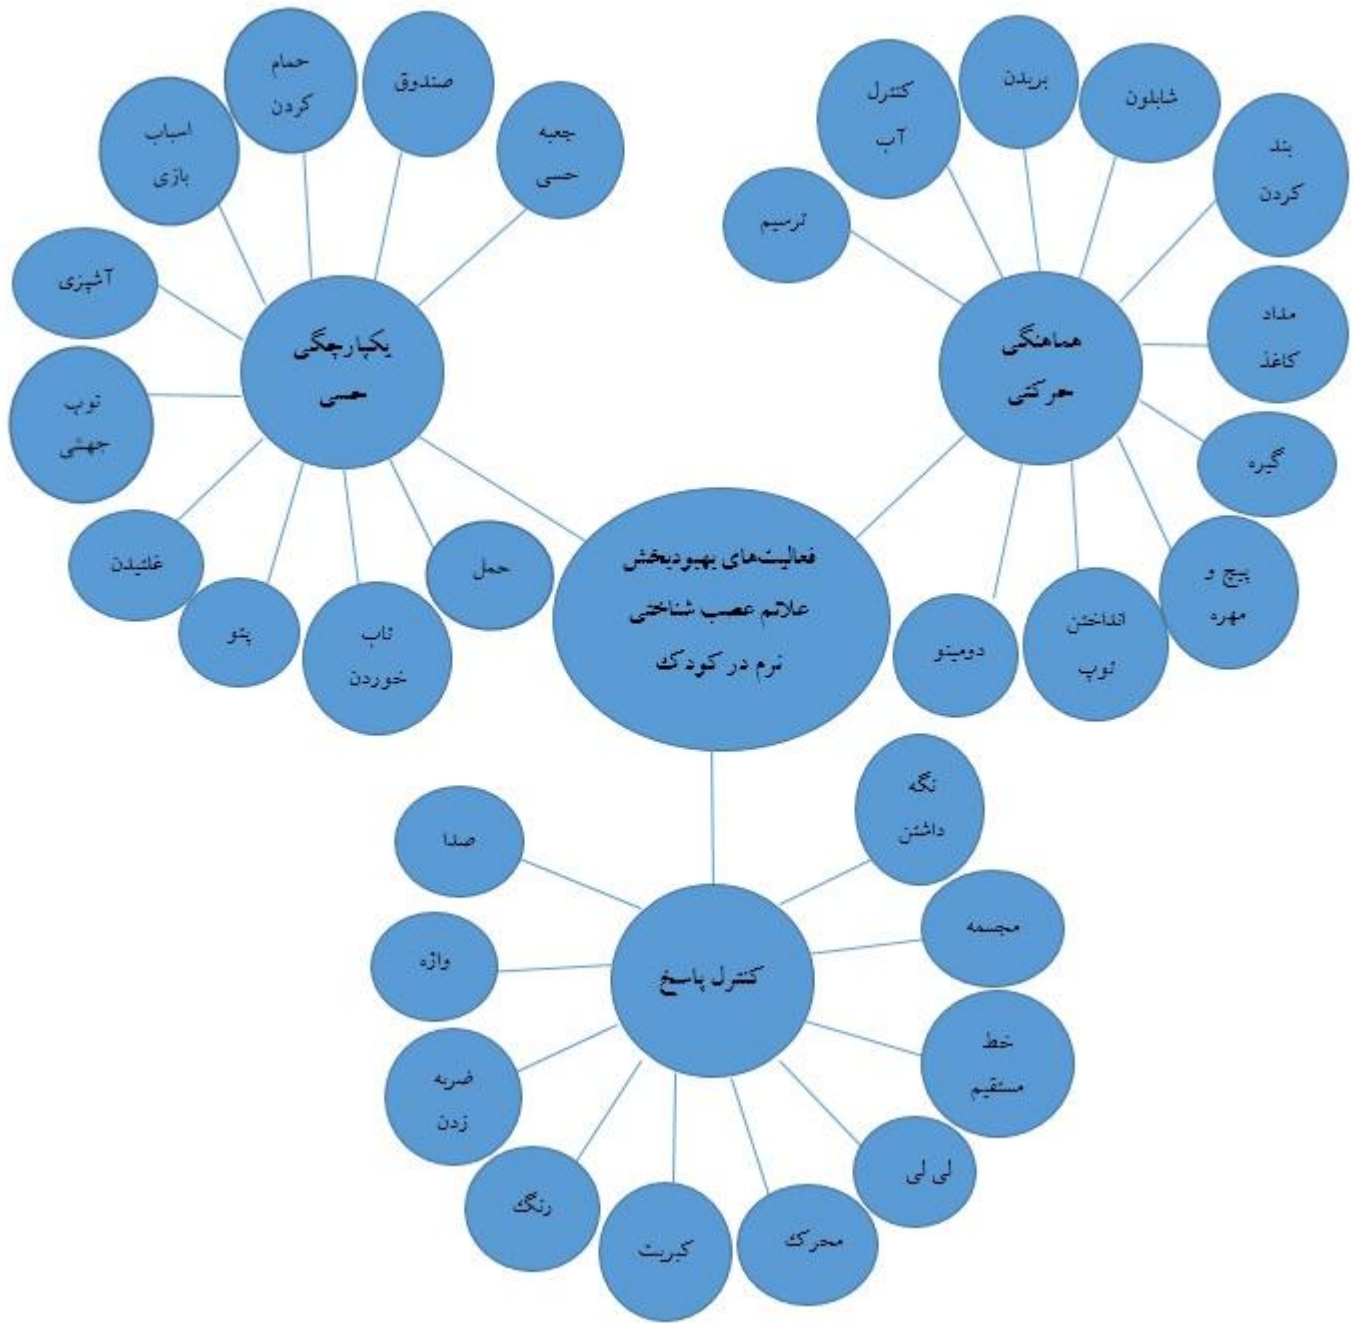 فعالیت‌های بهبودبخش
علائم عصب شناختی
نرم در کودک
هماهنگی
حرکتی
ترسیم
کنترل
آب
بریدن
شابلون
بند
کردن
مداد
کاغذ
گیره
پیچ و
مهره
انداختن
توپ
دومینو
یکپارچگی
حسی
جعبه
حسی
صندوق
حمام
کردن
اسباب
بازی
آشپزی
توپ
جهشی
غلتیدن
پتو
تاب
خوردن
حمل
کنترل پاسخ
نگه
داشتن
مجسمه
خط
مستقیم
لی لی
محرک
کبریت
رنگ
ضربه
زدن
واژه
صدا